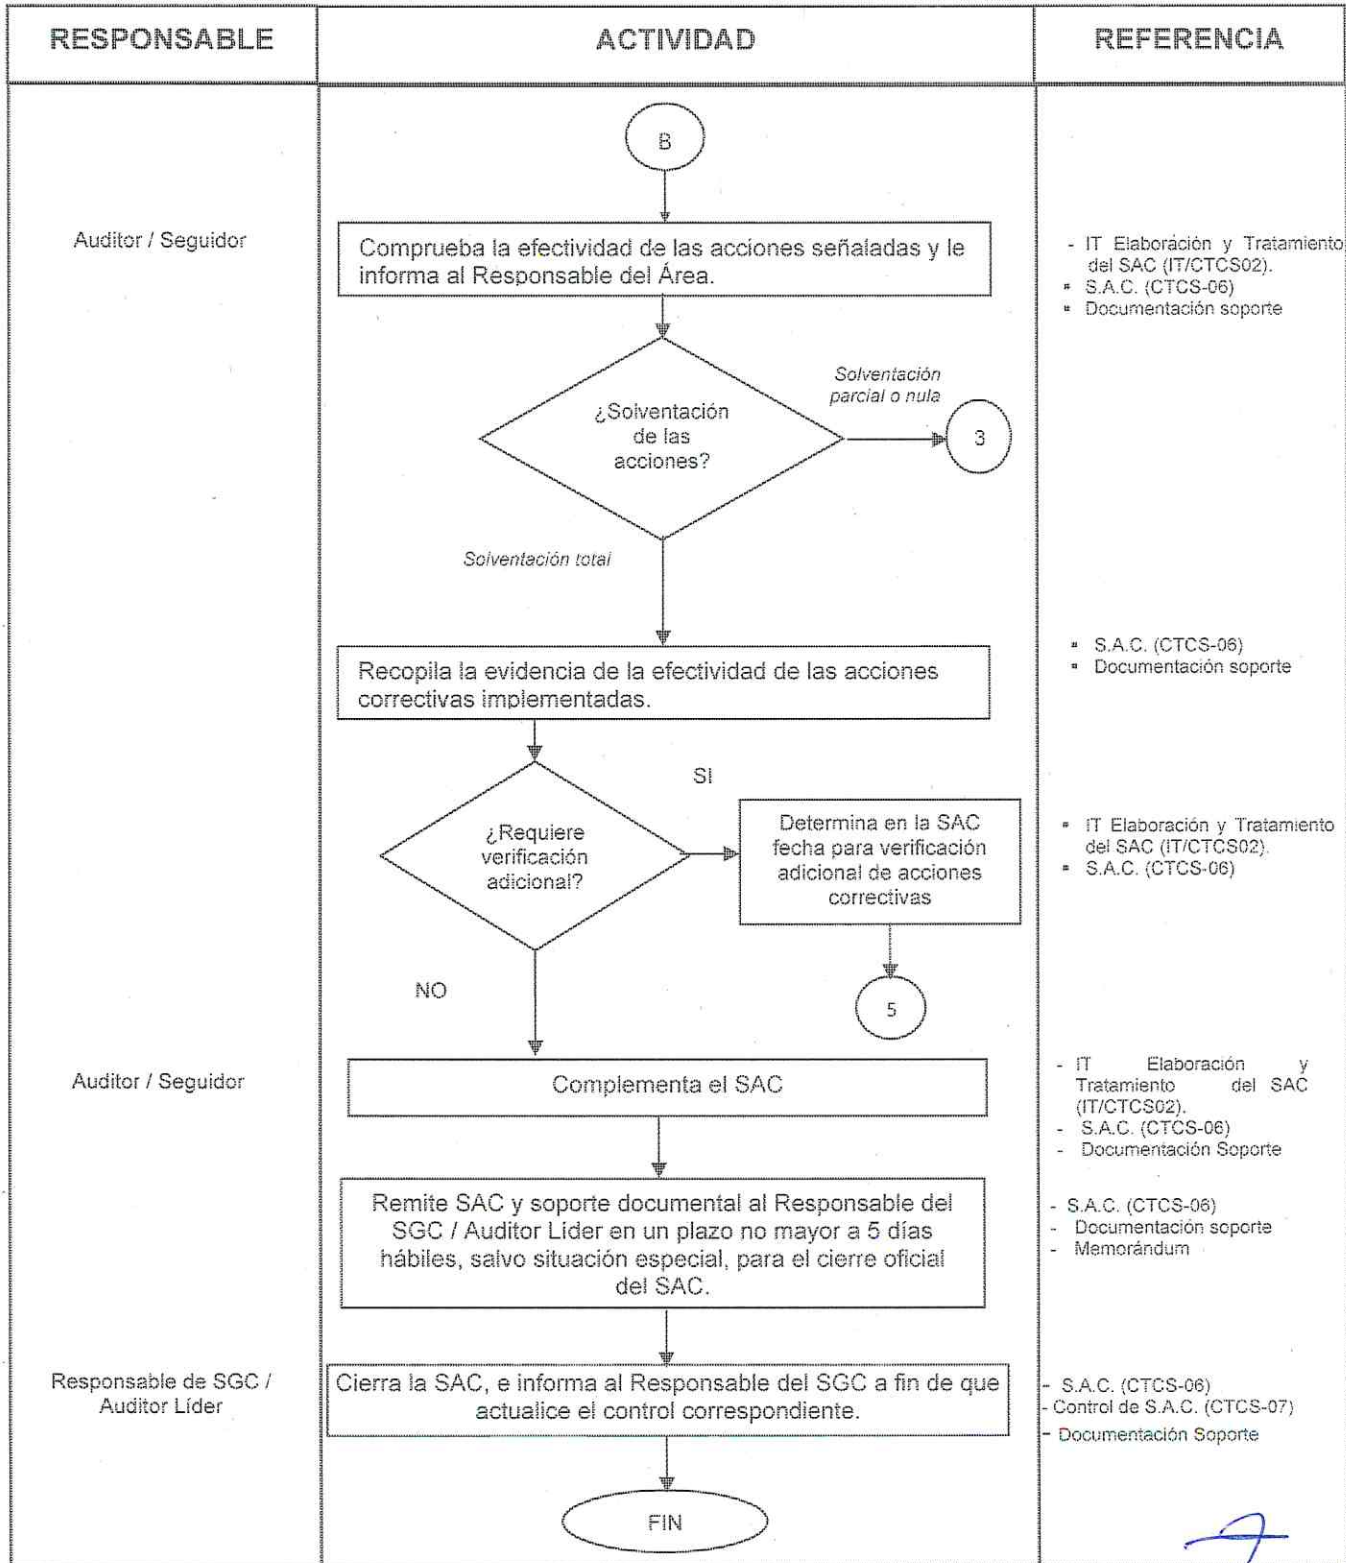 RESPONSABLE
ACTIVIDAD
REFERENCIA
B
Auditor / Seguidor
Comprueba la efectividad de las acciones señaladas y le
informa al Responsable del Área.
- IT Elaboración y Tratamiento
del SAC (IT/CTCS02).
▪ S.A.C. (CTCS-06)
▪ Documentación soporte
¿Solventación
de las
acciones?
Solventación
parcial o nula
3
Solventación total
Recopila la evidencia de la efectividad de las acciones
correctivas implementadas.
▪ S.A.C. (CTCS-06)
▪ Documentación soporte
¿Requiere
verificación
adicional?
SI
Determina en la SAC
fecha para verificación
adicional de acciones
correctivas
▪ IT Elaboración y Tratamiento
del SAC (IT/CTCS02).
▪ S.A.C. (CTCS-06)
5
NO
Auditor / Seguidor
Complementa el SAC
- IT Elaboración y
Tratamiento del SAC
(IT/CTCS02).
- S.A.C. (CTCS-06)
- Documentación Soporte
Remite SAC y soporte documental al Responsable del
SGC / Auditor Líder en un plazo no mayor a 5 días
hábiles, salvo situación especial, para el cierre oficial
del SAC.
- S.A.C. (CTCS-06)
- Documentación soporte
- Memorándum
Responsable de SGC /
Auditor Líder
Cierra la SAC, e informa al Responsable del SGC a fin de que
actualice el control correspondiente.
- S.A.C. (CTCS-06)
- Control de S.A.C. (CTCS-07)
- Documentación Soporte
FIN